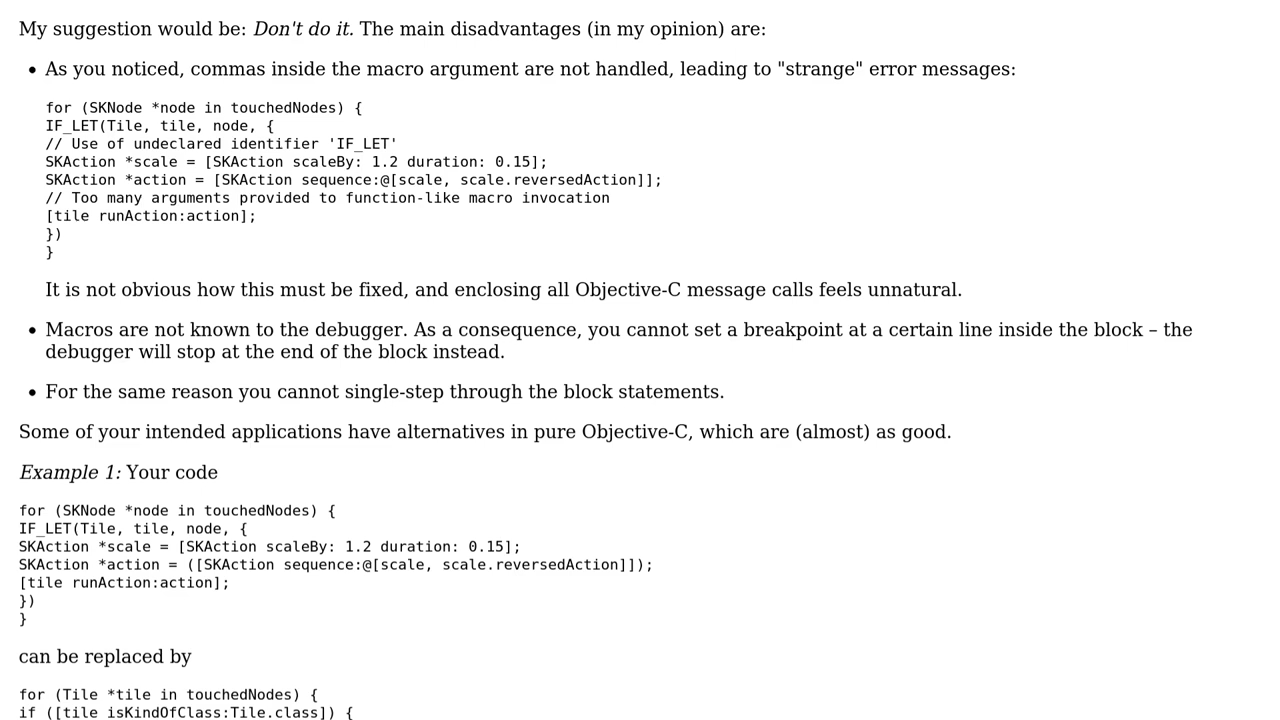 My suggestion would be: Don't do it. The main disadvantages (in my opinion) are:
• As you noticed, commas inside the macro argument are not handled, leading to "strange" error messages:
for (SKNode *node in touchedNodes) {
IF_LET(Tile, tile, node, {
// Use of undeclared identifier 'IF_LET'
SKAction *scale = [SKAction scaleBy: 1.2 duration: 0.15];
SKAction *action = [SKAction sequence:@[scale, scale.reversedAction]];
// Too many arguments provided to function-like macro invocation
[tile runAction:action];
})
}
It is not obvious how this must be fixed, and enclosing all Objective-C message calls feels unnatural.
• Macros are not known to the debugger. As a consequence, you cannot set a breakpoint at a certain line inside the block – the
debugger will stop at the end of the block instead.
• For the same reason you cannot single-step through the block statements.
Some of your intended applications have alternatives in pure Objective-C, which are (almost) as good.
Example 1: Your code
for (SKNode *node in touchedNodes) {
IF_LET(Tile, tile, node, {
SKAction *scale = [SKAction scaleBy: 1.2 duration: 0.15];
SKAction *action = ([SKAction sequence:@[scale, scale.reversedAction]]);
[tile runAction:action];
})
}
can be replaced by
for (Tile *tile in touchedNodes) {
if ([tile isKindOfClass:Tile.class]) {